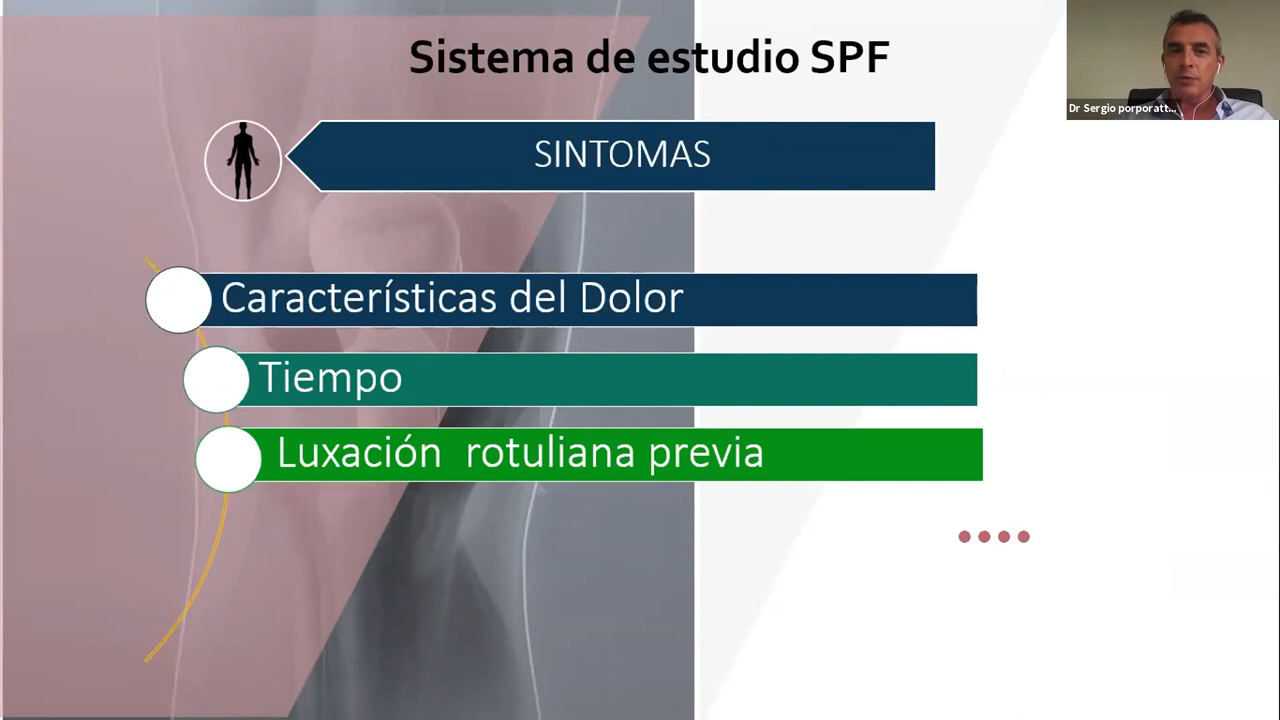 Sistema de estudio SPF
Dr Sergio porporatt...
SINTOMAS
Características del Dolor
Tiempo
Luxación rotuliana previa